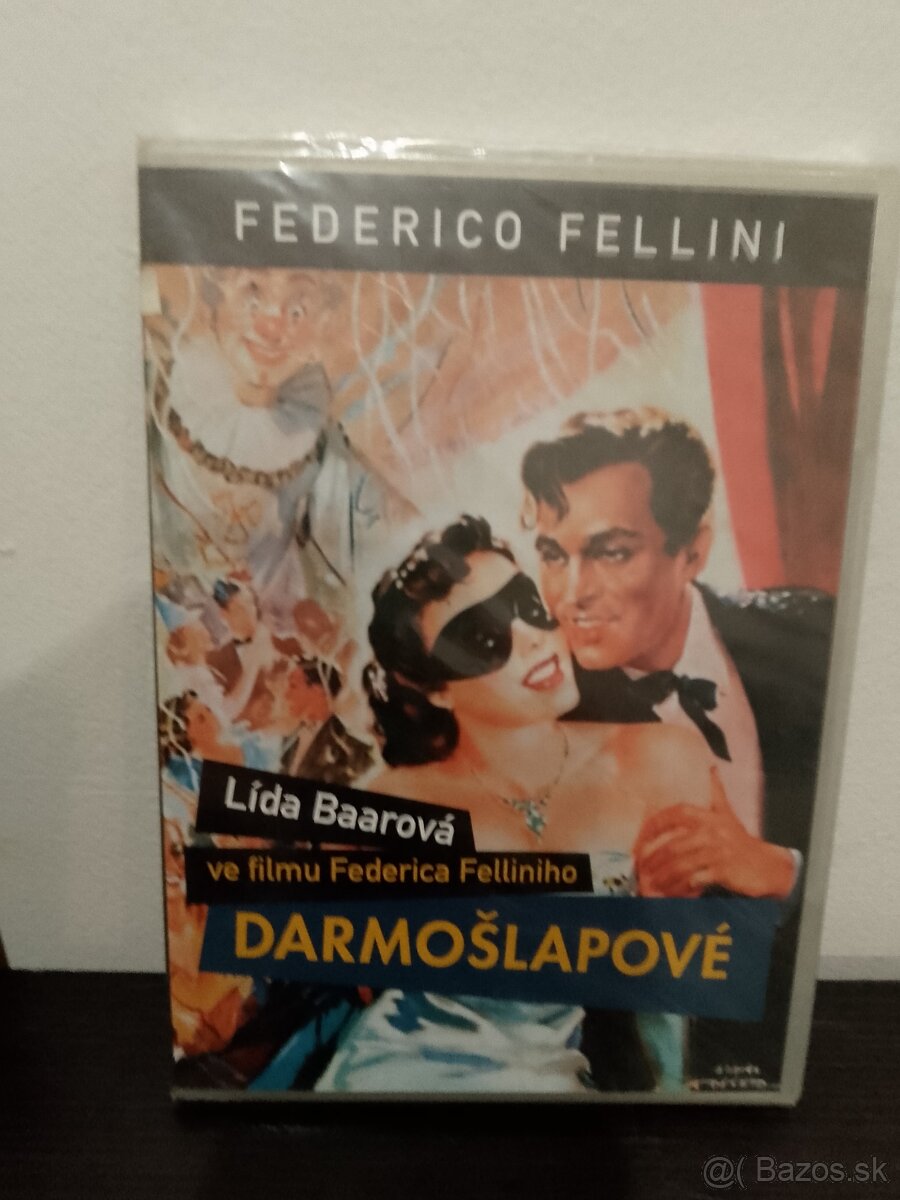 FEDERICO FELLINI
Lída Baarová
ve filmu Federica Felliniho
DARMOŠLAPOVÉ
@( Bazos.sk